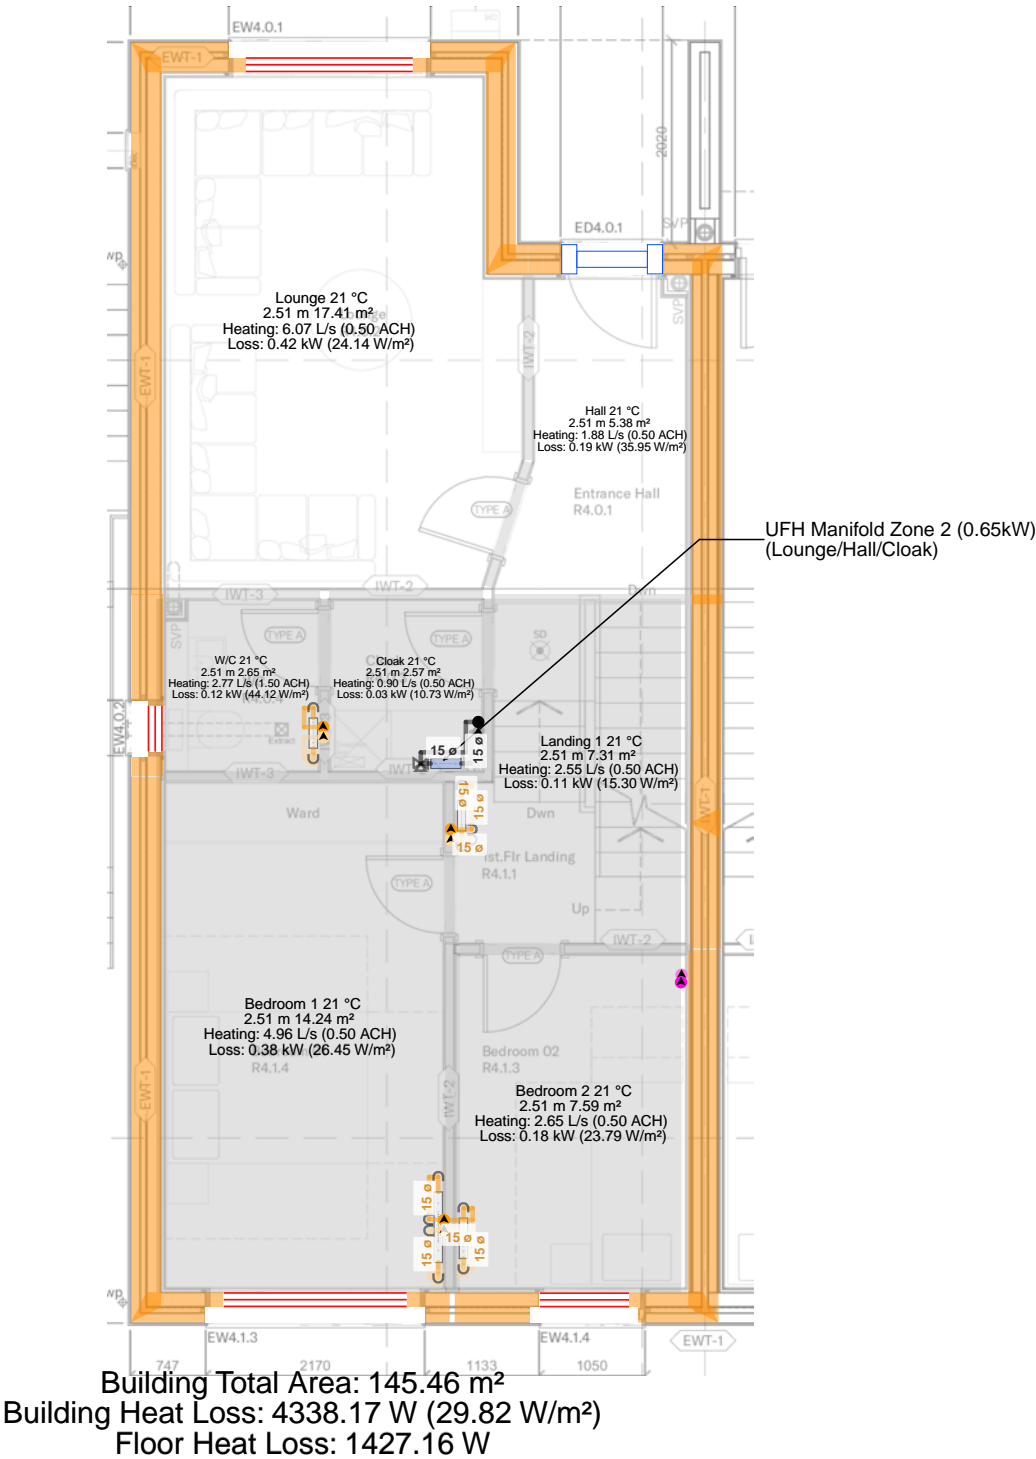 EW4.0.1
EWT-1
2020
SVP
ED4.0.1
wp
SVP
Lounge 21 °C
2.51 m 17.41 m²
Heating: 6.07 L/s (0.50 ACH)
Loss: 0.42 kW (24.14 W/m²)
IWT-2
EWT-1
Hall 21 °C
2.51 m 5.38 m²
Heating: 1.88 L/s (0.50 ACH)
Loss: 0.19 kW (35.95 W/m²)
Entrance Hall
R4.0.1
TYPE A
UFH Manifold Zone 2 (0.65kW)
(Lounge/Hall/Cloak)
IWT-2
IWT-3
Dwn
SVP
TYPE A
TYPE A
SD
W/C 21 °C
2.51 m 2.65 m²
Heating: 2.77 L/s (1.50 ACH)
Loss: 0.12 kW (44.12 W/m²)
Cloak 21 °C
2.51 m 2.57 m²
Heating: 0.90 L/s (0.50 ACH)
Loss: 0.03 kW (10.73 W/m²)
EW4.0.2
Extract
15 ø
15 ø
Landing 1 21 °C
2.51 m 7.31 m²
Heating: 2.55 L/s (0.50 ACH)
Loss: 0.11 kW (15.30 W/m²)
IWT-3
IWT-1
Ward
15 ø
15 ø
15 ø
Dwn
1st.Flr Landing
R4.1.1
TYPE A
Up
IWT-2
TYPE A
Bedroom 1 21 °C
2.51 m 14.24 m²
Heating: 4.96 L/s (0.50 ACH)
Loss: 0.38 kW (26.45 W/m²)
R4.1.4
Bedroom 02
R4.1.3
EWT-1
IWT-2
Bedroom 2 21 °C
2.51 m 7.59 m²
Heating: 2.65 L/s (0.50 ACH)
Loss: 0.18 kW (23.79 W/m²)
15 ø
15 ø
15 ø
15 ø
wp
EW4.1.3
EW4.1.4
EWT-1
747
2170
1133
1050
Building Total Area: 145.46 m²
Building Heat Loss: 4338.17 W (29.82 W/m²)
Floor Heat Loss: 1427.16 W